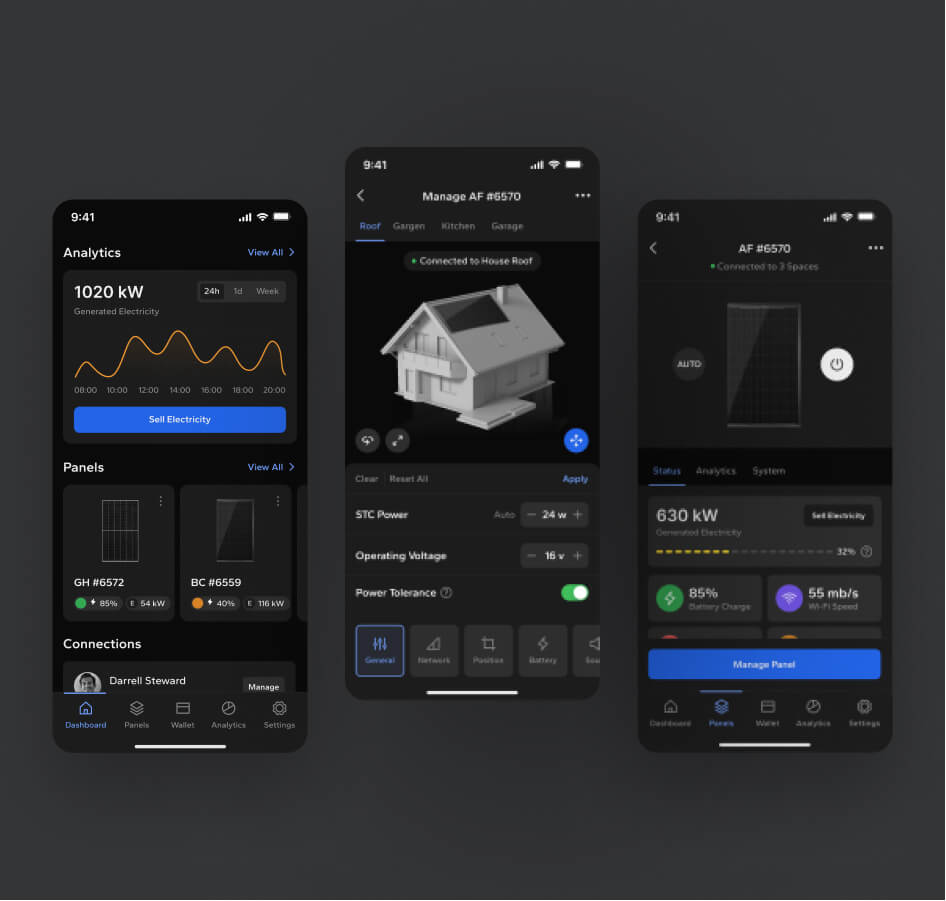 9:41
Analytics
View All
1020 kW
24h 1d Week
Generated Electricity
08:00 10:00 12:00 14:00 16:00 18:00 20:00
Sell Electricity
Panels
View All
GH #6572
85% E 54 kW
BC #6559
40% E 116 kW
Connections
Darrell Steward
Manage
Dashboard Panels Wallet Analytics Settings
9:41
Manage AF #6570
Roof Gargen Kitchen Garage
Connected to House Roof
Clear Reset All Apply
STC Power Auto − 24 w +
Operating Voltage − 16 v +
Power Tolerance ?
General Network Position Battery
9:41
AF #6570
Connected to 3 Spaces
AUTO
Status Analytics System
630 kW
Sell Electricity
Generated Electricity
32% ?
85%
Battery Charge
55 mb/s
Wi-Fi Speed
Manage Panel
Dashboard Panels Wallet Analytics Settings